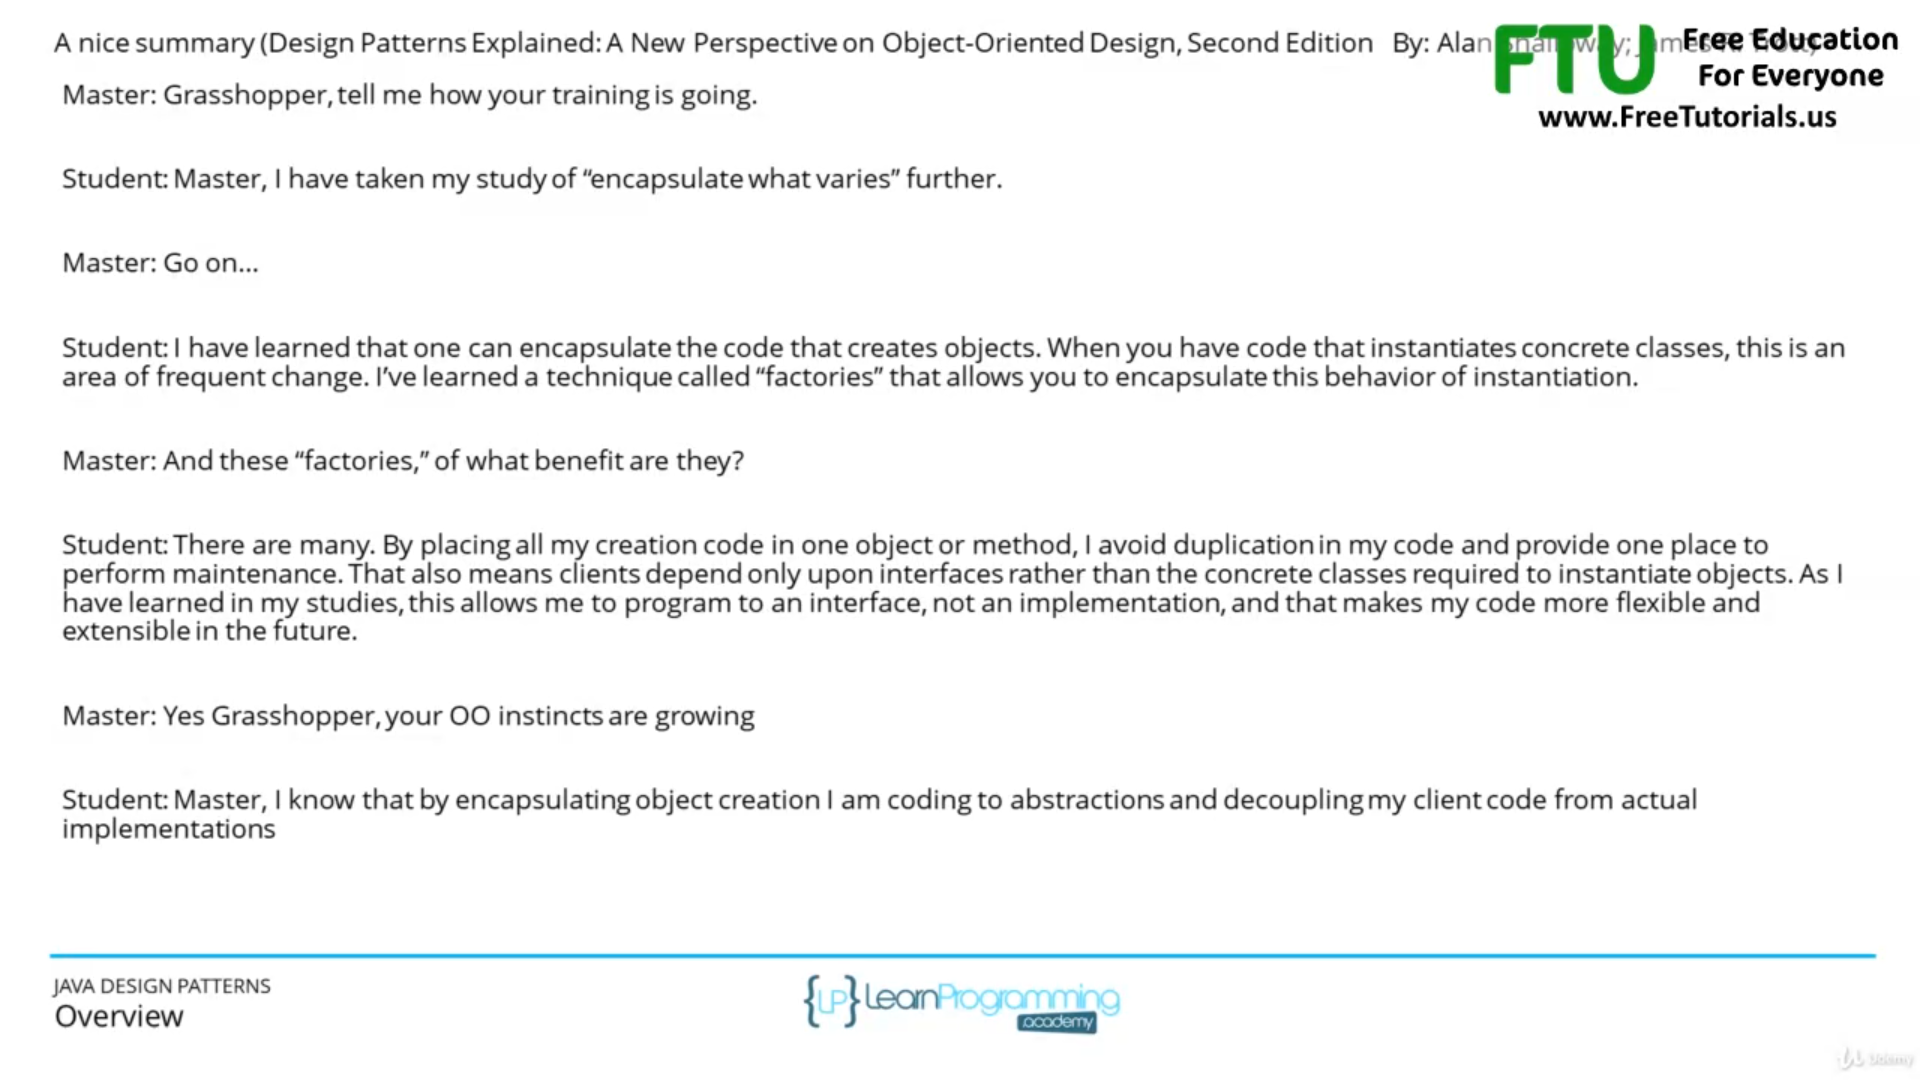 A nice summary (Design Patterns Explained: A New Perspective on Object-Oriented Design, Second Edition By: Alan
FTU Free Education
For Everyone
www.FreeTutorials.us
Master: Grasshopper, tell me how your training is going.
Student: Master, I have taken my study of “encapsulate what varies” further.
Master: Go on...
Student: I have learned that one can encapsulate the code that creates objects. When you have code that instantiates concrete classes, this is an
area of frequent change. I’ve learned a technique called “factories” that allows you to encapsulate this behavior of instantiation.
Master: And these “factories,” of what benefit are they?
Student: There are many. By placing all my creation code in one object or method, I avoid duplication in my code and provide one place to
perform maintenance. That also means clients depend only upon interfaces rather than the concrete classes required to instantiate objects. As I
have learned in my studies, this allows me to program to an interface, not an implementation, and that makes my code more flexible and
extensible in the future.
Master: Yes Grasshopper, your OO instincts are growing
Student: Master, I know that by encapsulating object creation I am coding to abstractions and decoupling my client code from actual
implementations
JAVA DESIGN PATTERNS
Overview
{LP} LearnProgramming
.academy
Udemy